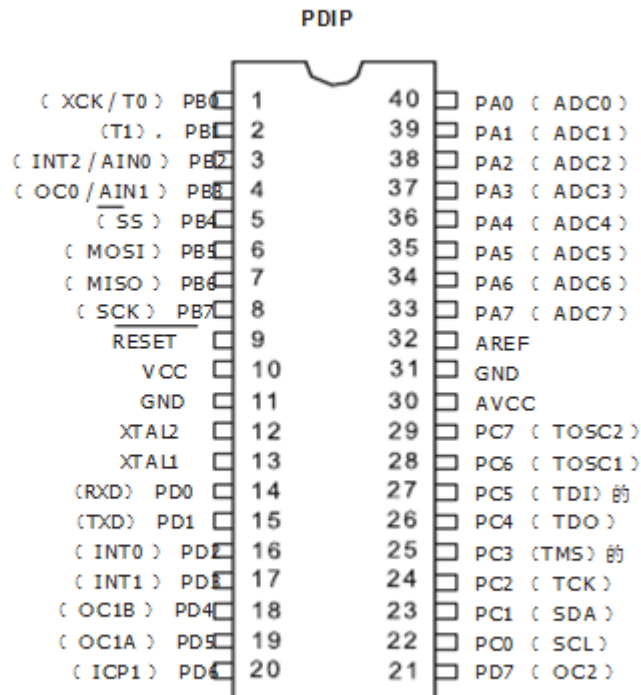 PDIP
( XCK / T0 ) PB0 1 40 PA0 ( ADC0 )
(T1) . PB1 2 39 PA1 ( ADC1 )
( INT2 / AIN0 ) PB2 3 38 PA2 ( ADC2 )
( OC0 / AIN1 ) PB3 4 37 PA3 ( ADC3 )
( SS ) PB4 5 36 PA4 ( ADC4 )
( MOSI ) PB5 6 35 PA5 ( ADC5 )
( MISO ) PB6 7 34 PA6 ( ADC6 )
( SCK ) PB7 8 33 PA7 ( ADC7 )
RESET 9 32 AREF
VCC 10 31 GND
GND 11 30 AVCC
XTAL2 12 29 PC7 ( TOSC2 )
XTAL1 13 28 PC6 ( TOSC1 )
(RXD) PD0 14 27 PC5 ( TDI ) 的
(TXD) PD1 15 26 PC4 ( TDO )
( INT0 ) PD2 16 25 PC3 (TMS) 的
( INT1 ) PD3 17 24 PC2 ( TCK )
( OC1B ) PD4 18 23 PC1 ( SDA )
( OC1A ) PD5 19 22 PC0 ( SCL )
( ICP1 ) PD6 20 21 PD7 ( OC2 )